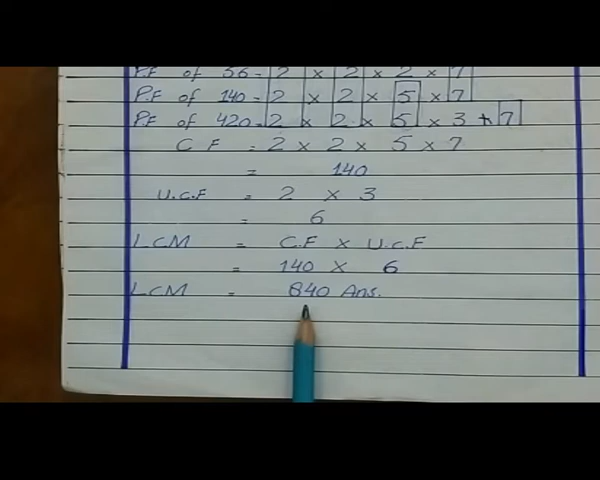 P.F of 56 = 2 × 2 × 2 × 7
P.F of 140 = 2 × 2 × 5 × 7
P.F of 420 = 2 × 2 × 5 × 3 × 7
C F = 2 × 2 × 5 × 7
= 140
U.C.F = 2 × 3
= 6
LCM = C.F × U.C.F
= 140 × 6
LCM = 840 Ans.